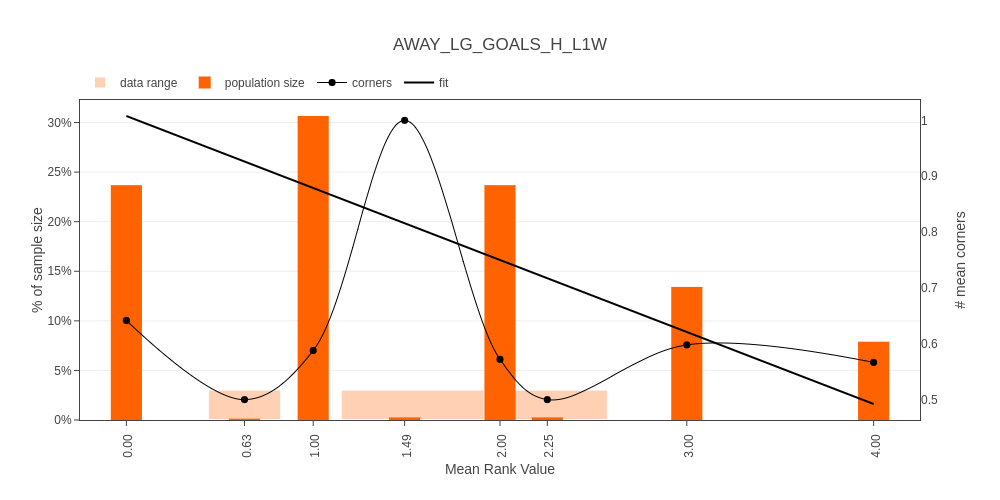 AWAY_LG_GOALS_H_L1W
data range
population size
corners
fit
30%
25%
20%
15%
10%
5%
0%
% of sample size
1
0.9
0.8
0.7
0.6
0.5
# mean corners
0.00
0.63
1.00
1.49
2.00
2.25
3.00
4.00
Mean Rank Value